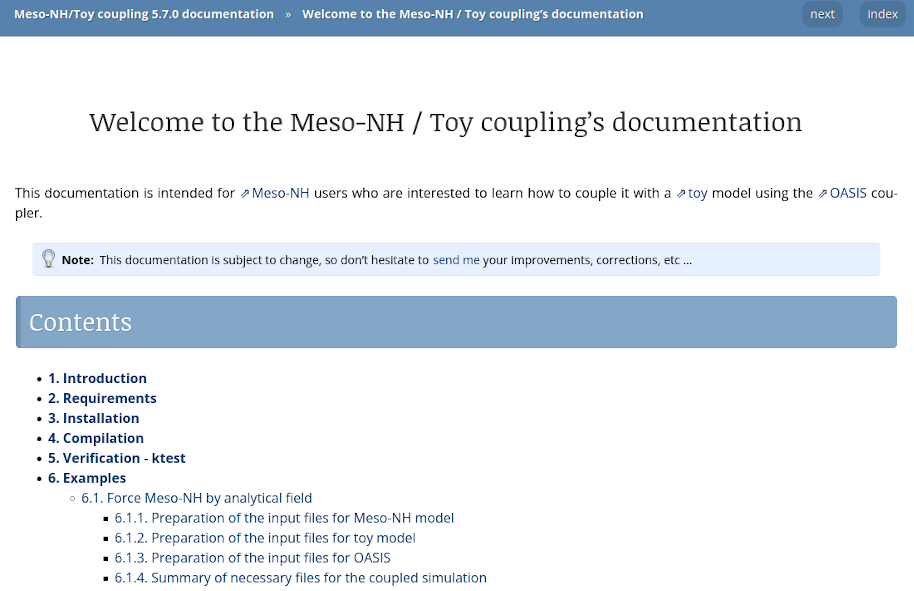 Meso-NH/Toy coupling 5.7.0 documentation » Welcome to the Meso-NH / Toy coupling’s documentation next index
Welcome to the Meso-NH / Toy coupling’s documentation
This documentation is intended for ⇗Meso-NH users who are interested to learn how to couple it with a ⇗toy model using the ⇗OASIS cou-
pler.
Note: This documentation is subject to change, so don’t hesitate to send me your improvements, corrections, etc ...
Contents
• 1. Introduction
• 2. Requirements
• 3. Installation
• 4. Compilation
• 5. Verification - ktest
• 6. Examples
◦ 6.1. Force Meso-NH by analytical field
▪ 6.1.1. Preparation of the input files for Meso-NH model
▪ 6.1.2. Preparation of the input files for toy model
▪ 6.1.3. Preparation of the input files for OASIS
▪ 6.1.4. Summary of necessary files for the coupled simulation